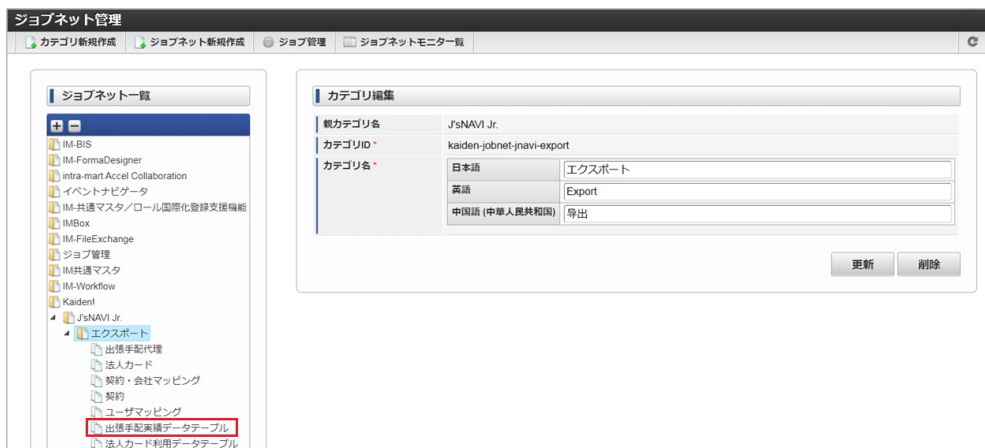 ジョブネット管理
カテゴリ新規作成 ジョブネット新規作成 ジョブ管理 ジョブネットモニター覧
ジョブネット一覧
IM-BIS
IM-FormaDesigner
intra-mart Accel Collaboration
イベントナビゲータ
IM-共通マスタ／ロール国際化登録支援機能
IMBox
IM-FileExchange
ジョブ管理
IM共通マスタ
IM-Workflow
Kaiden!
J'sNAVI Jr.
エクスポート
出張手配代理
法人カード
契約・会社マッピング
契約
ユーザマッピング
出張手配実績データテーブル
法人カード利用データテーブル
カテゴリ編集
親カテゴリ名 J'sNAVI Jr.
カテゴリID * kaiden-jobnet-jnavi-export
カテゴリ名 * 日本語 エクスポート
英語 Export
中国語 (中華人民共和国) 导出
更新 削除